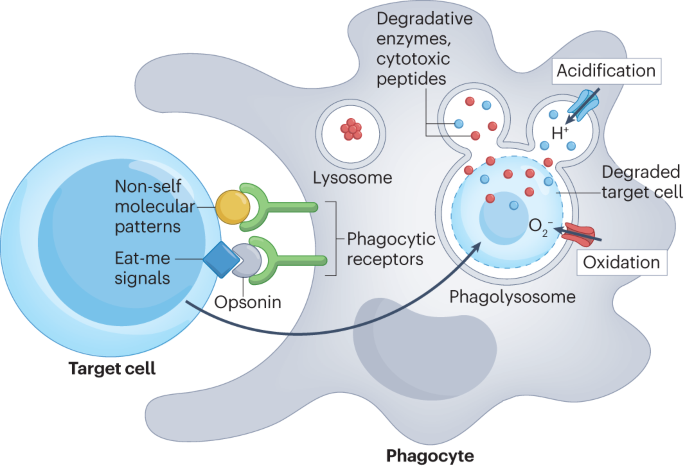 Degradative
enzymes,
cytotoxic
peptides
Acidification
H⁺
Lysosome
Degraded
target cell
Non-self
molecular
patterns
O₂⁻
Phagocytic
receptors
Eat-me
signals
Oxidation
Opsonin
Phagolysosome
Target cell
Phagocyte